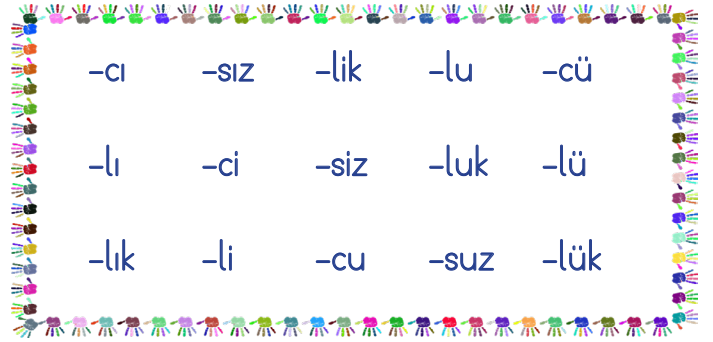 –cı –sız –lik –lu –cü
–lı –ci –siz –luk –lü
–lık –li –cu –suz –lük